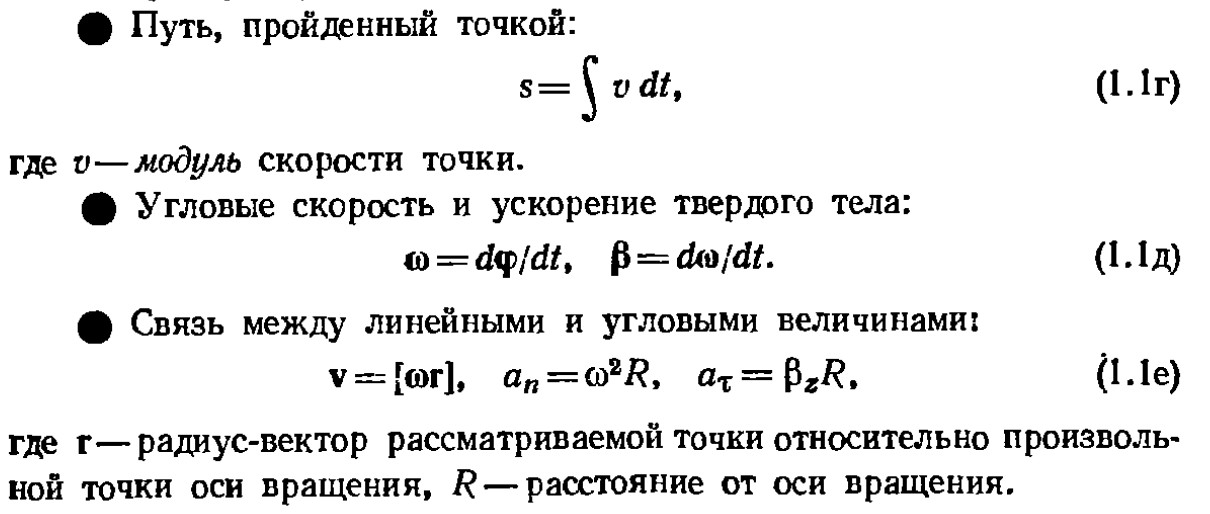 ● Путь, пройденный точкой:
s = ∫ v dt, (1.1г)
где v — модуль скорости точки.
● Угловые скорость и ускорение твердого тела:
ω = dφ/dt, β = dω/dt. (1.1д)
● Связь между линейными и угловыми величинами:
v = [ωr], aₙ = ω²R, a_τ = β_zR, (1.1е)
где r — радиус-вектор рассматриваемой точки относительно произволь-
ной точки оси вращения, R — расстояние от оси вращения.